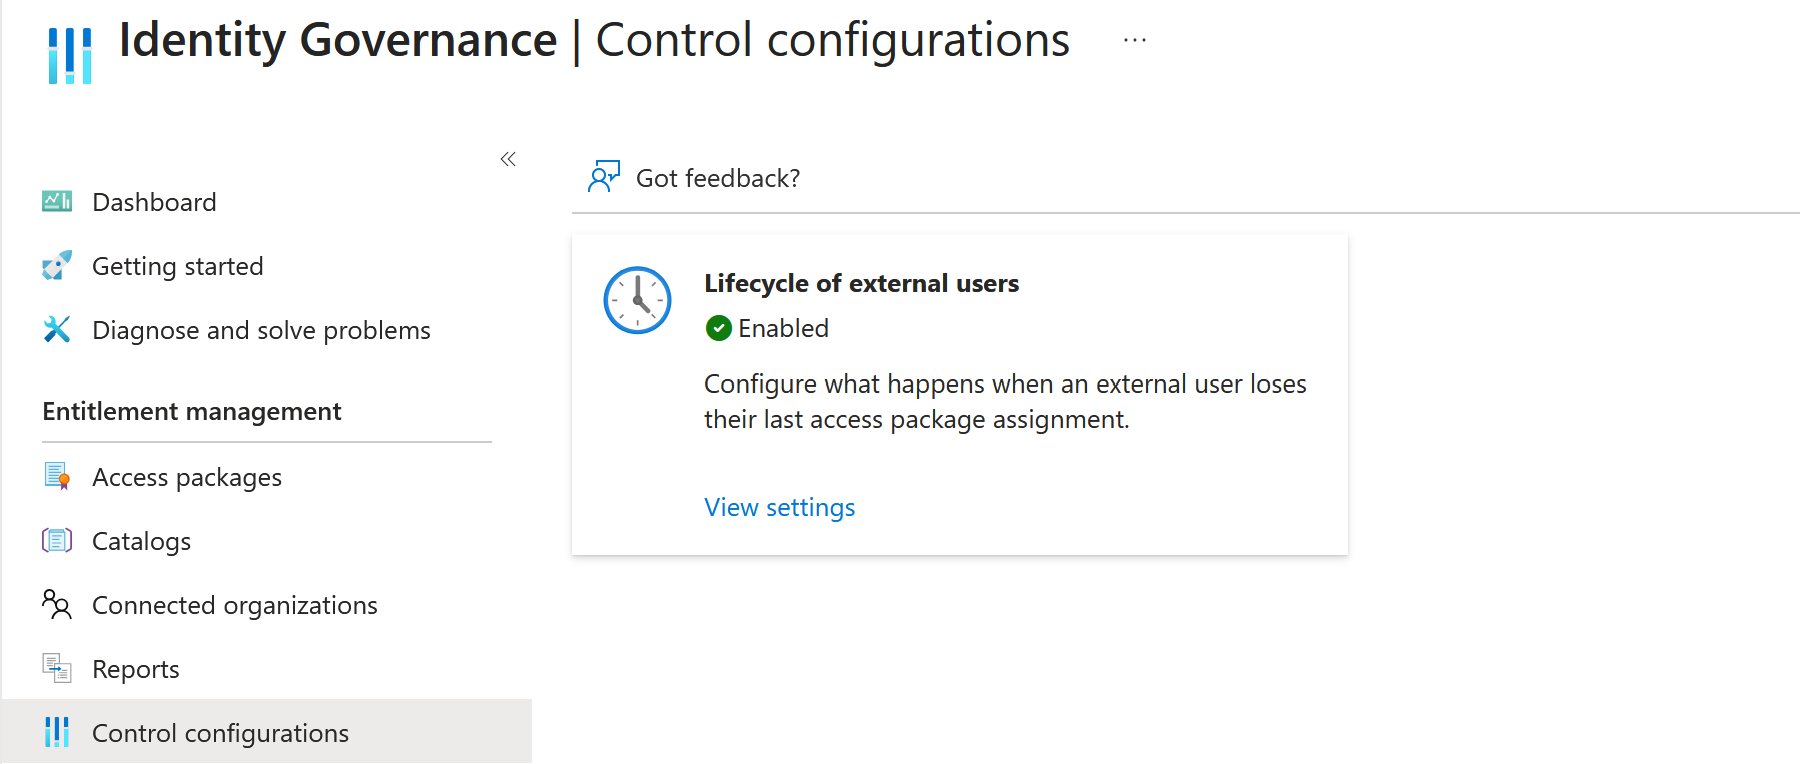 Identity Governance | Control configurations ...
«
Dashboard
Getting started
Diagnose and solve problems
Entitlement management
Access packages
Catalogs
Connected organizations
Reports
Control configurations
Got feedback?
Lifecycle of external users
Enabled
Configure what happens when an external user loses
their last access package assignment.
View settings